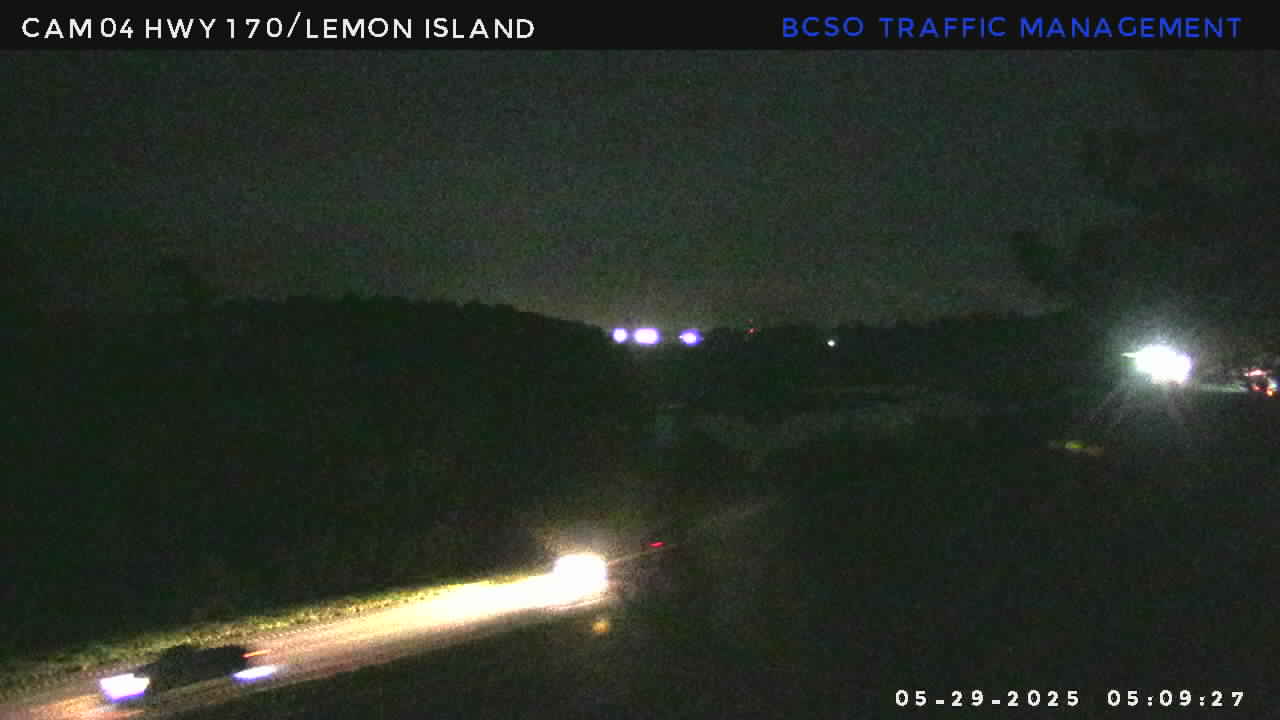 CAM04 HWY 170/LEMON ISLAND
BCSO TRAFFIC MANAGEMENT
05-29-2025 05:09:27